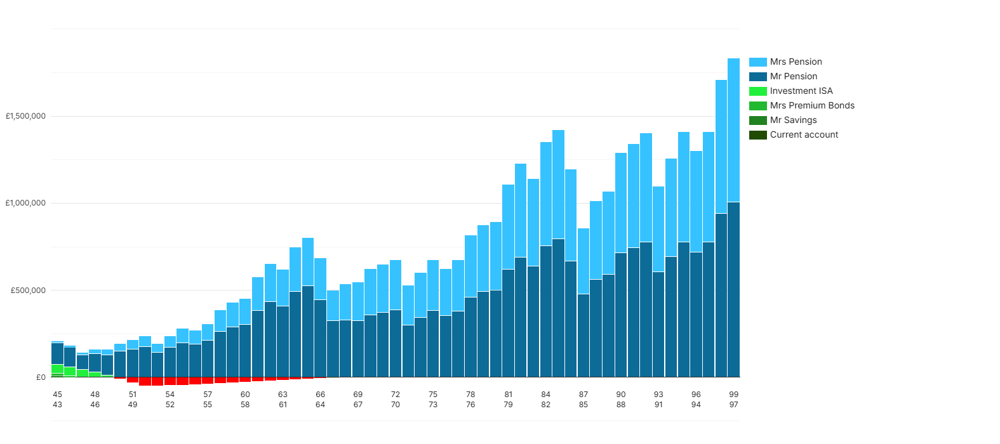 Mrs Pension
Mr Pension
Investment ISA
Mrs Premium Bonds
Mr Savings
Current account
£1,500,000
£1,000,000
£500,000
£0
45 48 51 54 57 60 63 66 69 72 75 78 81 84 87 90 93 96 99
43 46 49 52 55 58 61 64 67 70 73 76 79 82 85 88 91 94 97